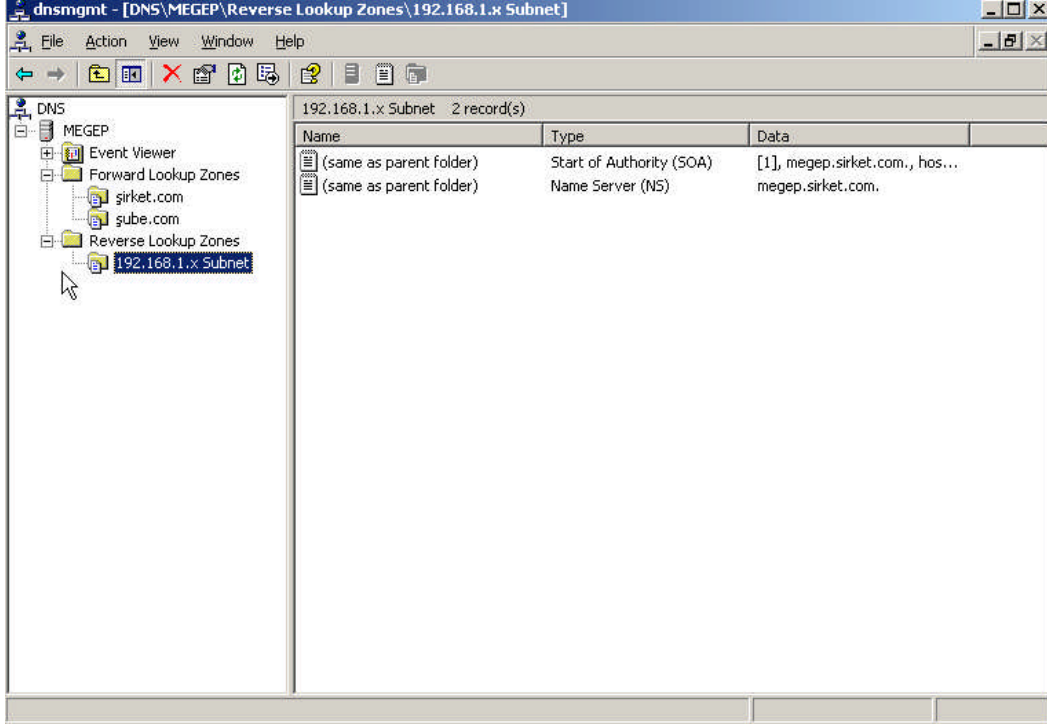 dnsmgmt - [DNS\MEGEP\Reverse Lookup Zones\192.168.1.x Subnet]
File Action View Window Help
DNS
MEGEP
Event Viewer
Forward Lookup Zones
şirket.com
şube.com
Reverse Lookup Zones
192.168.1.x Subnet
192.168.1.x Subnet 2 record(s)
Name Type Data
(same as parent folder) Start of Authority (SOA) [1], megep.sirket.com., hos...
(same as parent folder) Name Server (NS) megep.sirket.com.